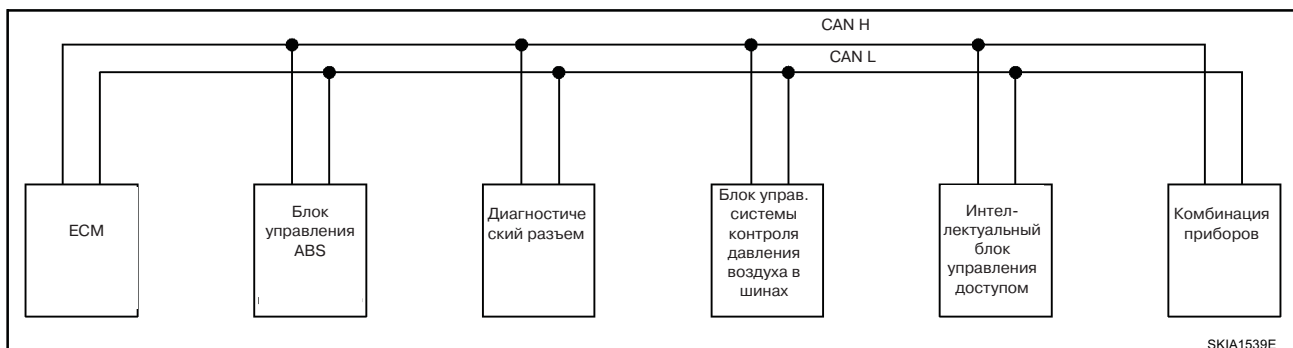 CAN H
CAN L
ECM
Блок
управления
ABS
Диагностиче
ский разъем
Блок управ.
системы
контроля
давления
воздуха в
шинах
Интел-
лектуальный
блок
управления
доступом
Комбинация
приборов
SKIA1539E